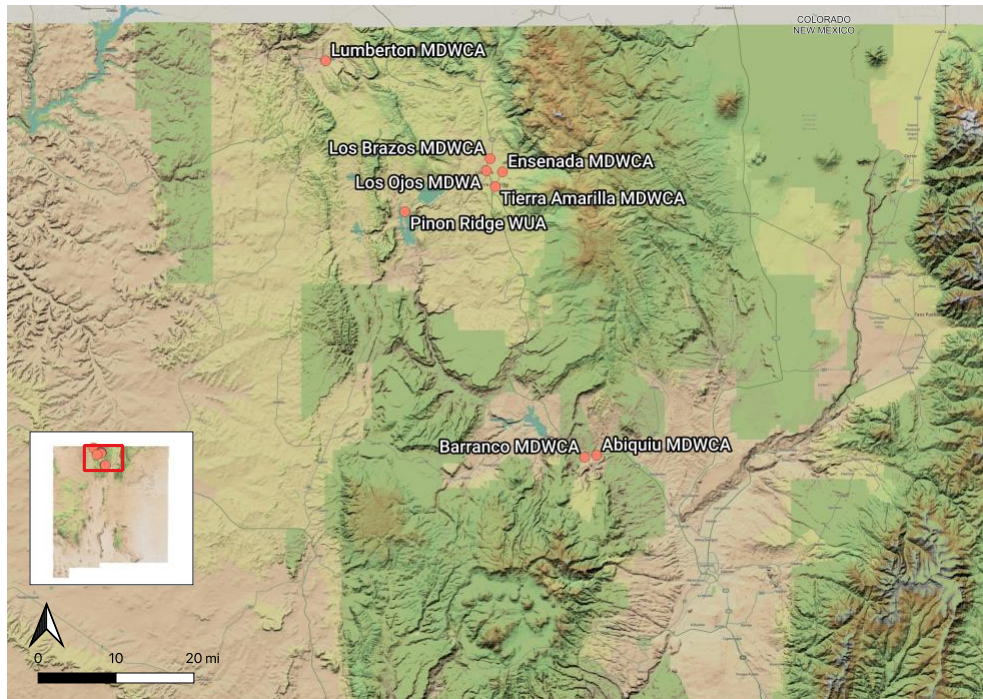 COLORADO
NEW MEXICO
Lumberton MDWCA
Los Brazos MDWCA
Ensenada MDWCA
Los Ojos MDWA
Tierra Amarilla MDWCA
Pinon Ridge WUA
Barranco MDWCA
Abiquiu MDWCA
0 10 20 mi